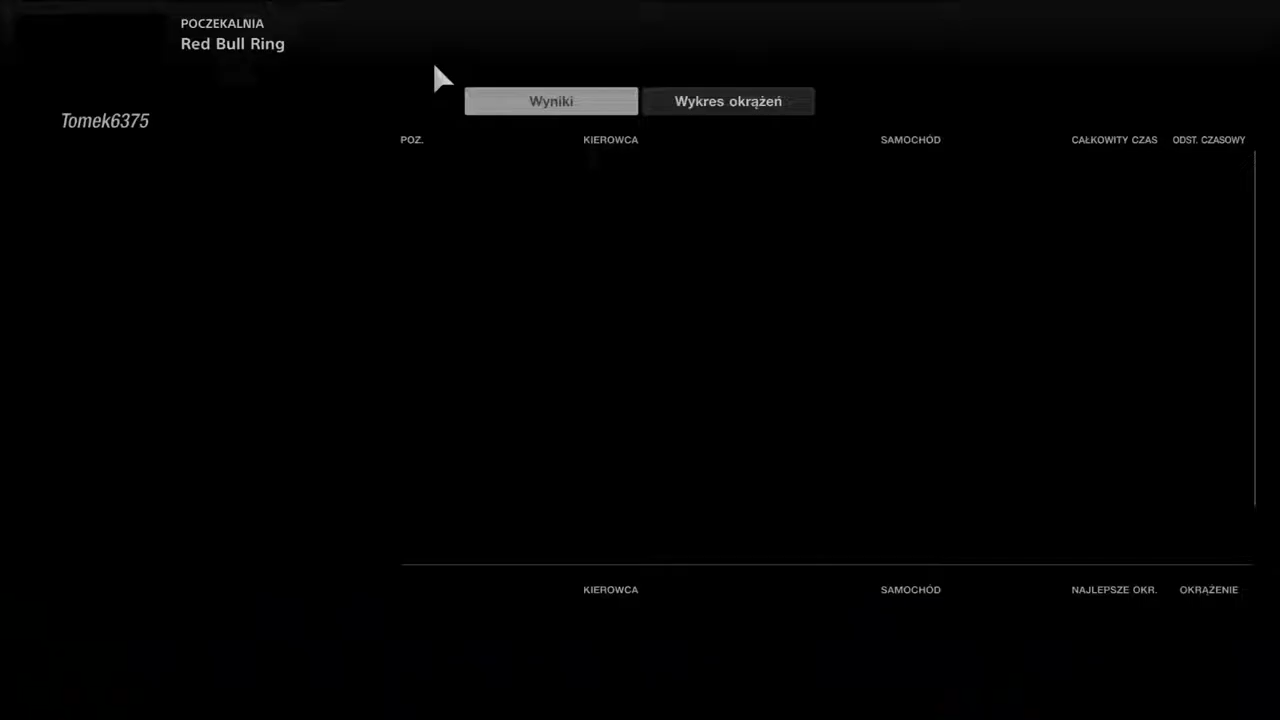 POCZEKALNIA
Red Bull Ring
Wyniki Wykres okrążeń
Tomek6375
POZ. KIEROWCA SAMOCHÓD CAŁKOWITY CZAS ODST. CZASOWY
KIEROWCA SAMOCHÓD NAJLEPSZE OKR. OKRĄŻENIE